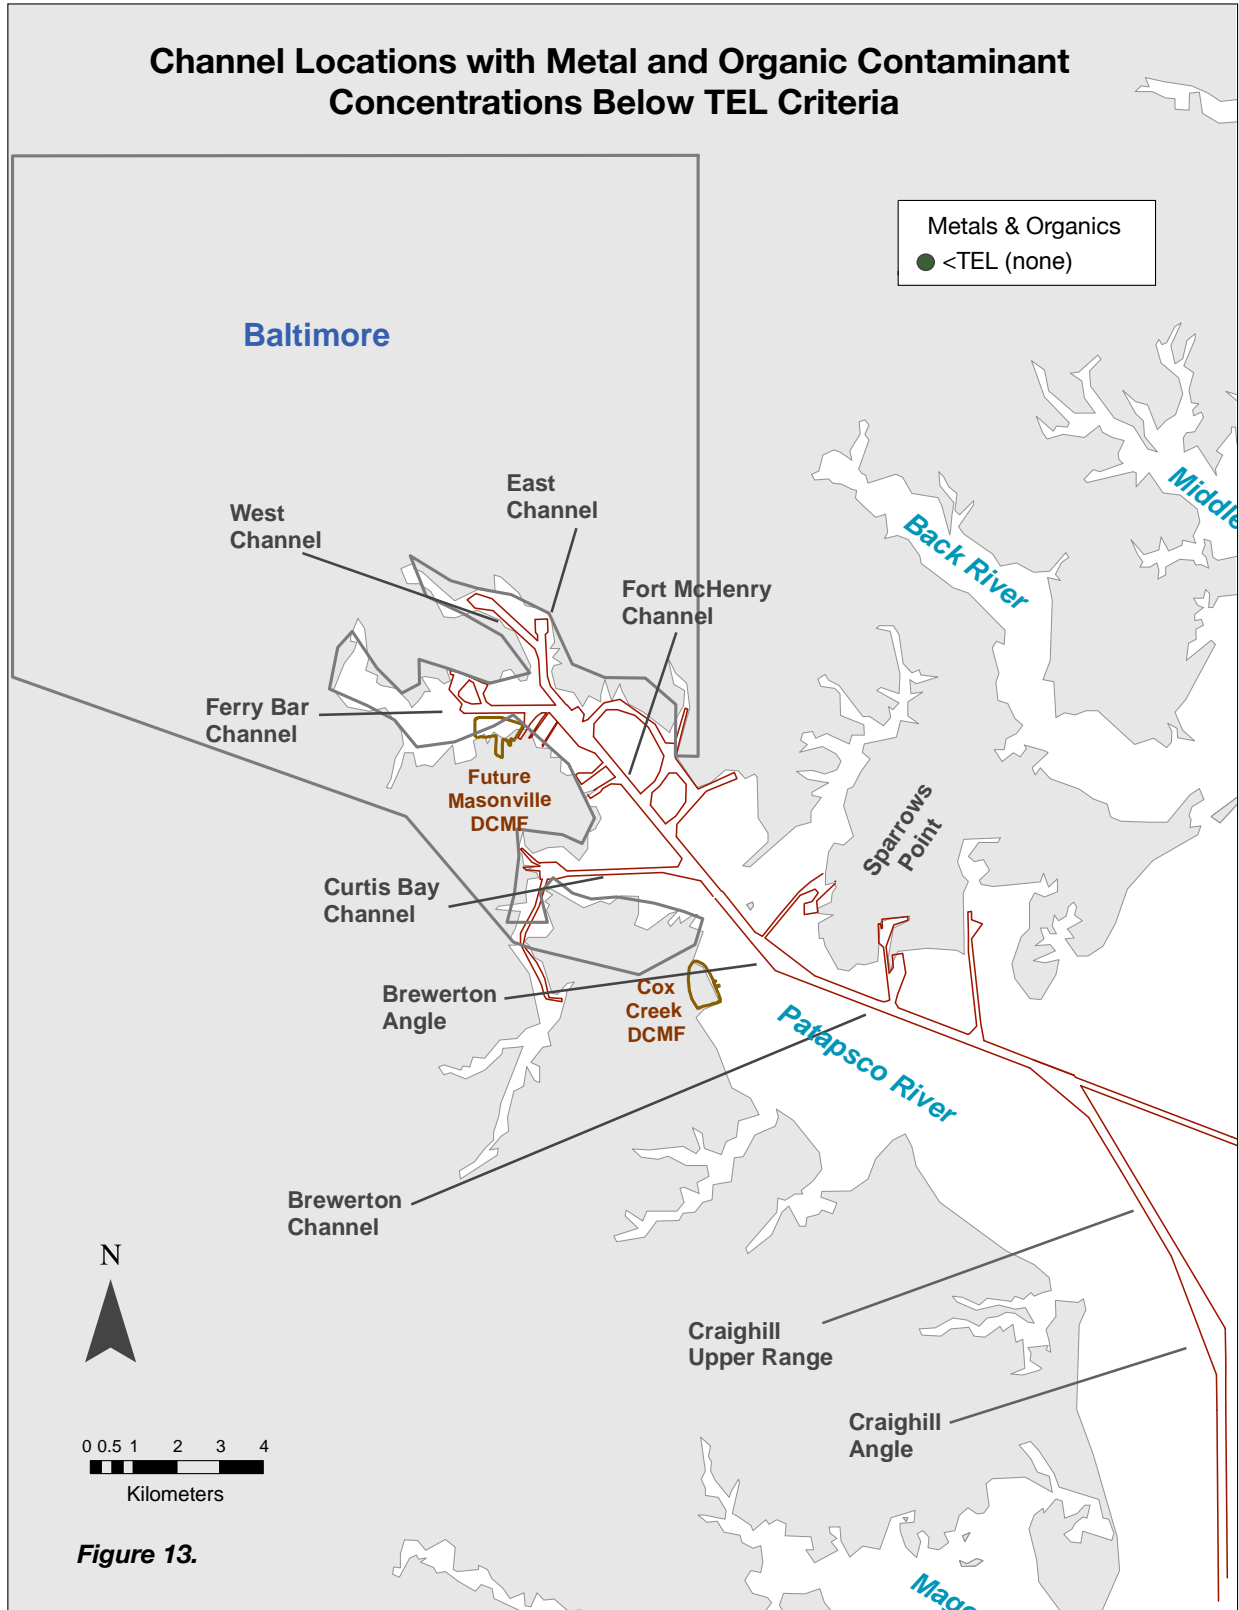 Channel Locations with Metal and Organic Contaminant
Concentrations Below TEL Criteria
Metals & Organics
<TEL (none)
Baltimore
East
Channel
West
Channel
Middle
Back River
Fort McHenry
Channel
Ferry Bar
Channel
Future
Masonville
DCMF
Sparrows
Point
Curtis Bay
Channel
Brewerton
Angle
Cox
Creek
DCMF
Patapsco River
Brewerton
Channel
N
Craighill
Upper Range
Craighill
Angle
0 0.5 1 2 3 4
Kilometers
Figure 13.